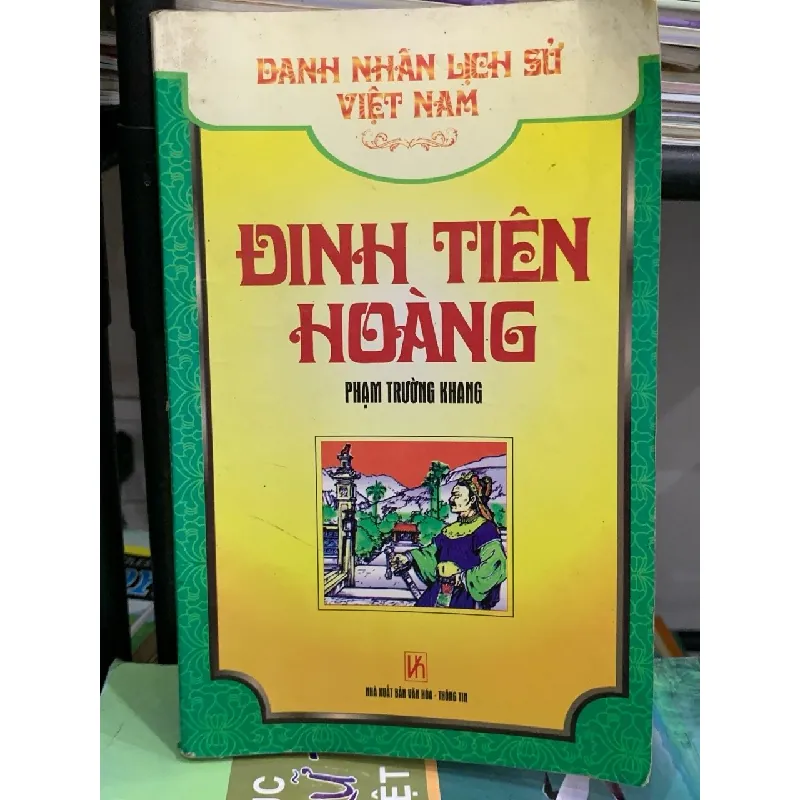 DANH NHÂN LỊCH SỬ
VIỆT NAM
ĐINH TIÊN
HOÀNG
PHẠM TRƯỜNG KHANG
NHÀ XUẤT BẢN VĂN HÓA - THÔNG TIN